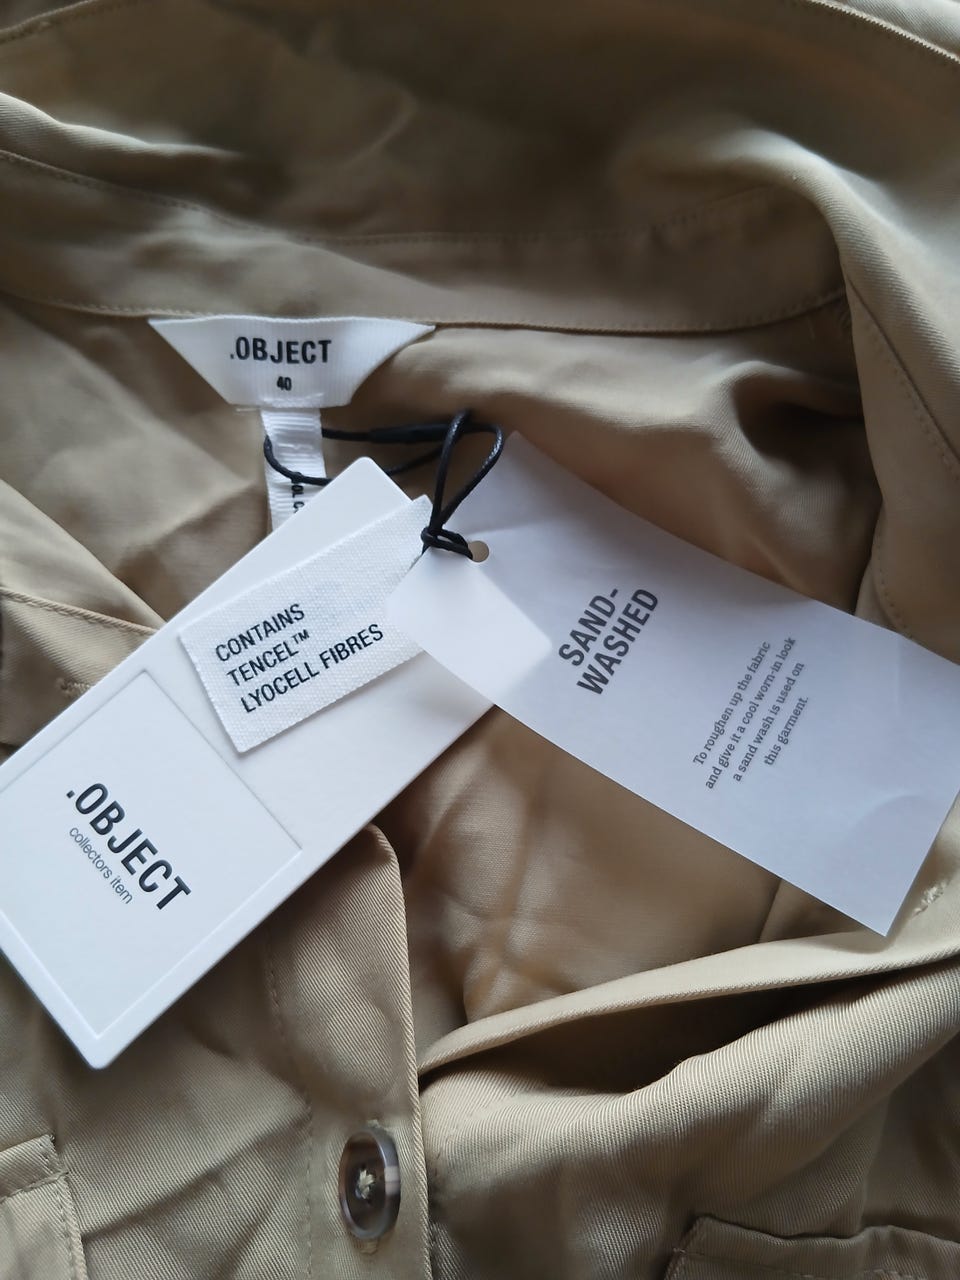 .OBJECT
40
CONTAINS
TENCEL™
LYOCELL FIBRES
SAND-
WASHED
To roughen up the fabric
and give it a cool worn-in look
a sand wash is used on
this garment.
.OBJECT
collectors item